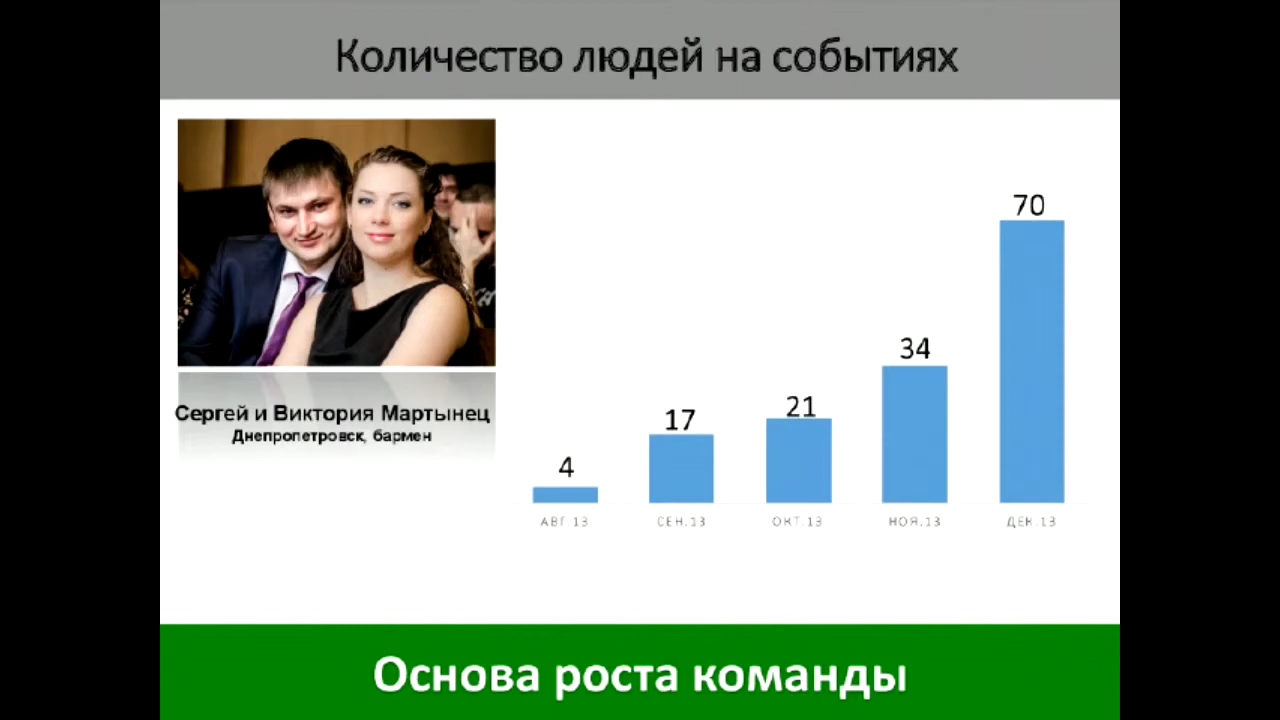 Количество людей на событиях
Сергей и Виктория Мартынец
Днепропетровск, бармен
4
17
21
34
70
АВГ.13 СЕН.13 ОКТ.13 НОЯ.13 ДЕК.13
Основа роста команды